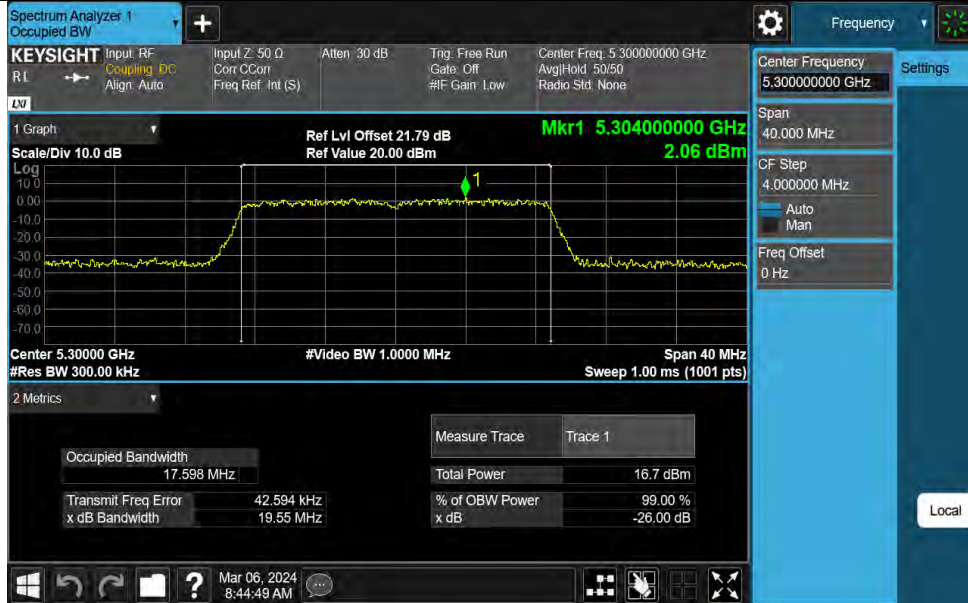 Spectrum Analyzer 1
Occupied BW
Frequency
KEYSIGHT Input: RF
Coupling: DC
Align: Auto
RL
LXI
Input Z: 50 Ω
Corr CCorr
Freq Ref: Int (S)
Atten: 30 dB
Trig: Free Run
Gate: Off
#IF Gain: Low
Center Freq: 5.300000000 GHz
Avg|Hold: 50/50
Radio Std: None
Center Frequency
5.300000000 GHz
Settings
Span
40.000 MHz
CF Step
4.000000 MHz
Auto
Man
Freq Offset
0 Hz
Local
1 Graph
Scale/Div 10.0 dB
Ref Lvl Offset 21.79 dB
Ref Value 20.00 dBm
Mkr1 5.304000000 GHz
2.06 dBm
Log
10.0
0.00
-10.0
-20.0
-30.0
-40.0
-50.0
-60.0
-70.0
1
Center 5.30000 GHz
#Res BW 300.00 kHz
#Video BW 1.0000 MHz
Span 40 MHz
Sweep 1.00 ms (1001 pts)
2 Metrics
Measure Trace Trace 1
Occupied Bandwidth
17.598 MHz
Total Power 16.7 dBm
Transmit Freq Error 42.594 kHz
% of OBW Power 99.00 %
x dB Bandwidth 19.55 MHz
x dB -26.00 dB
Mar 06, 2024
8:44:49 AM